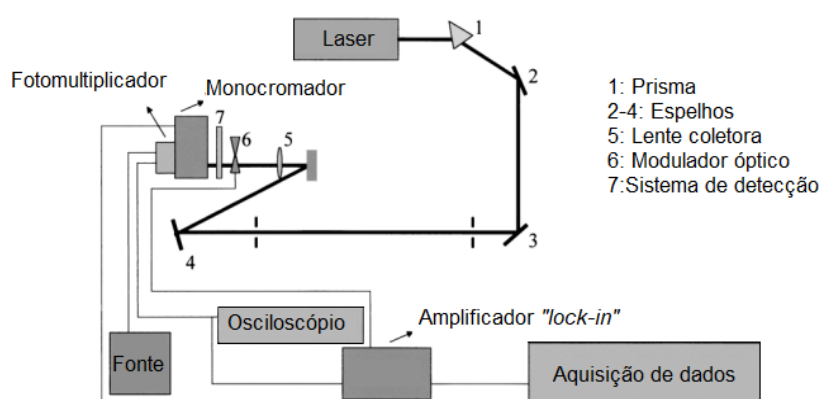 Laser
1
2
Fotomultiplicador
Monocromador
7
6
5
1: Prisma
2-4: Espelhos
5: Lente coletora
6: Modulador óptico
7:Sistema de detecção
4
3
Osciloscópio
Amplificador "lock-in"
Fonte
Aquisição de dados